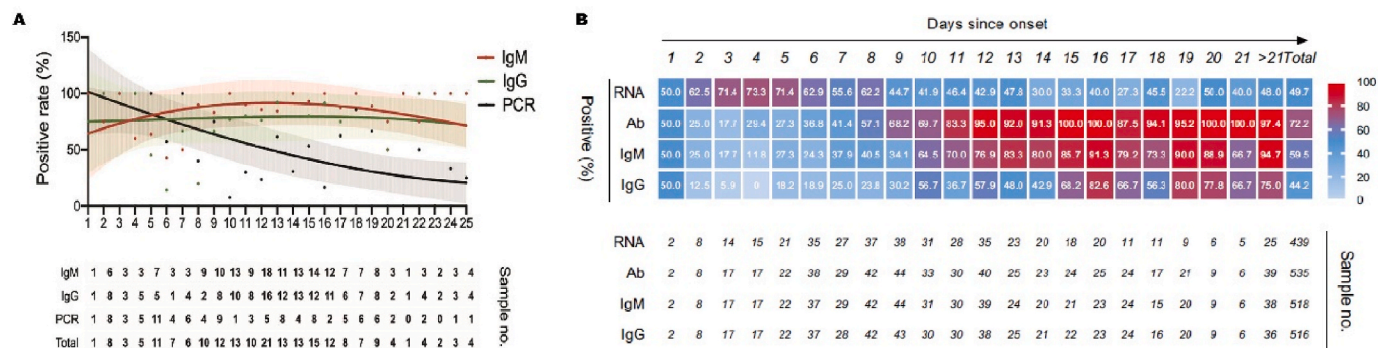 A
Positive rate (%)
150
100
50
0
IgM
IgG
PCR
1 2 3 4 5 6 7 8 9 10 11 12 13 14 15 16 17 18 19 20 21 22 23 24 25
IgM 1 6 3 3 7 3 3 9 10 13 9 18 11 13 14 12 7 7 8 3 1 3 2 3 4
IgG 1 8 3 5 5 1 4 2 8 10 8 16 12 13 12 11 6 7 8 2 1 4 2 3 4
PCR 1 8 3 5 11 4 6 4 9 1 3 5 8 4 8 2 5 6 6 2 0 2 0 1 1
Total 1 8 3 5 11 7 6 10 12 13 10 21 13 13 15 12 8 7 9 4 1 4 3 3 4
Sample no.
B
Days since onset
1 2 3 4 5 6 7 8 9 10 11 12 13 14 15 16 17 18 19 20 21 >21 Total
Positive (%)
RNA 50.0 62.5 71.4 73.3 71.4 62.9 55.6 62.2 44.7 41.9 46.4 42.9 47.8 30.0 33.3 40.0 27.3 45.5 22.2 50.0 40.0 48.0 49.7
Ab 50.0 25.0 17.7 29.4 27.3 36.8 41.4 57.1 68.2 69.7 83.3 95.0 92.0 91.3 100.0 100.0 87.5 94.1 95.2 100.0 100.0 97.4 72.2
IgM 50.0 25.0 17.7 11.8 27.3 24.3 37.9 40.5 34.1 64.5 70.0 76.9 83.3 80.0 85.7 91.3 79.2 73.3 90.0 88.9 66.7 94.7 59.5
IgG 50.0 12.5 5.9 0 18.2 18.9 25.0 23.8 30.2 56.7 36.7 57.9 48.0 42.9 68.2 82.6 66.7 56.3 80.0 77.8 66.7 75.0 44.2
100
80
60
40
20
0
RNA 2 8 14 15 21 35 27 37 38 31 28 35 23 20 18 20 11 11 9 6 5 25 439
Ab 2 8 17 17 22 38 29 42 44 33 30 40 25 23 24 25 24 17 21 9 6 39 535
IgM 2 8 17 17 22 37 29 42 44 31 30 39 24 20 21 23 24 15 20 9 6 38 518
IgG 2 8 17 17 22 37 28 42 43 30 30 38 25 21 22 23 24 16 20 9 6 36 516
Sample no.